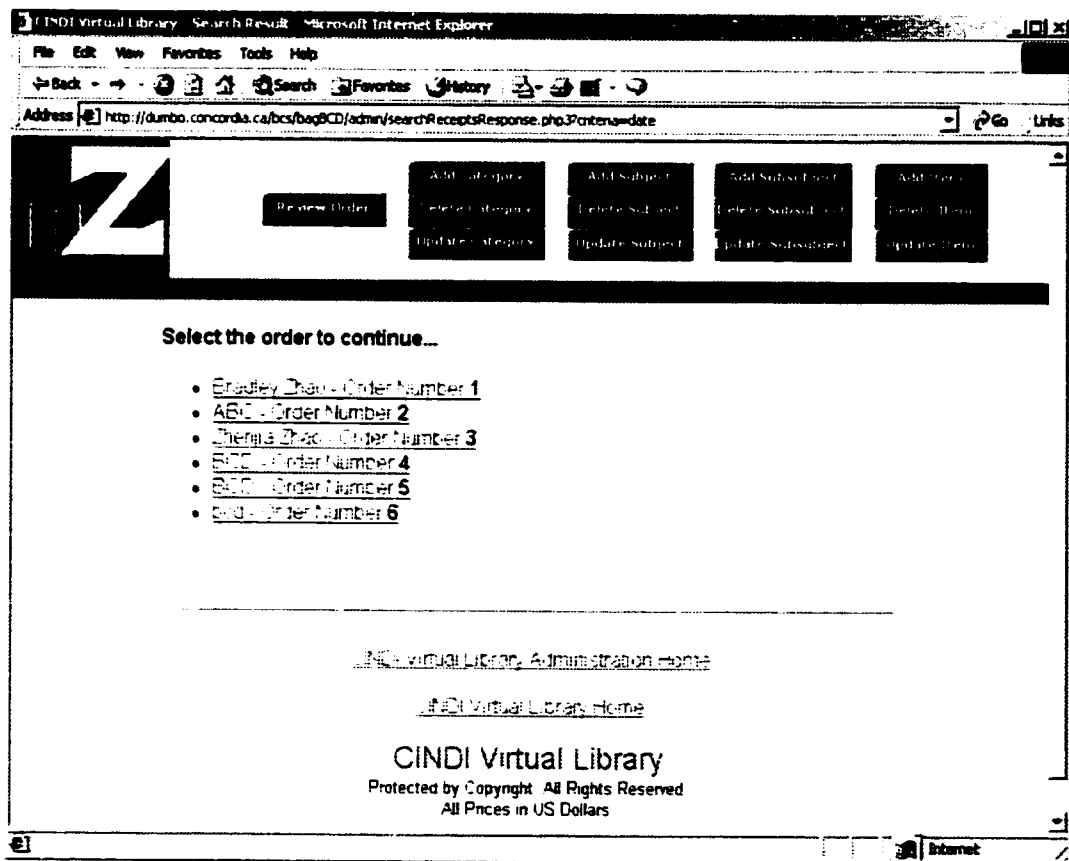 CINDI Virtual Library - Search Result - Microsoft Internet Explorer
File Edit View Favorites Tools Help
Back Search Favorites History
Address http://dumbo.concordia.ca/bcs/bagBCD/admin/searchReceiptsResponse.php3?criteria=date Go Links
Review Order
Add Category Add Subject Add Subsubject Add Item
Delete Category Delete Subject Delete Subsubject Delete Item
Update Category Update Subject Update Subsubject Update Item
Select the order to continue...
• Bradley Zhao - Order Number 1
• ABC - Order Number 2
• Zhao - Order Number 3
• BCD - Order Number 4
• BCD - Order Number 5
• bcd - Order Number 6
CINDI Virtual Library Administration Home
CINDI Virtual Library Home
CINDI Virtual Library
Protected by Copyright All Rights Reserved
All Prices in US Dollars
Internet